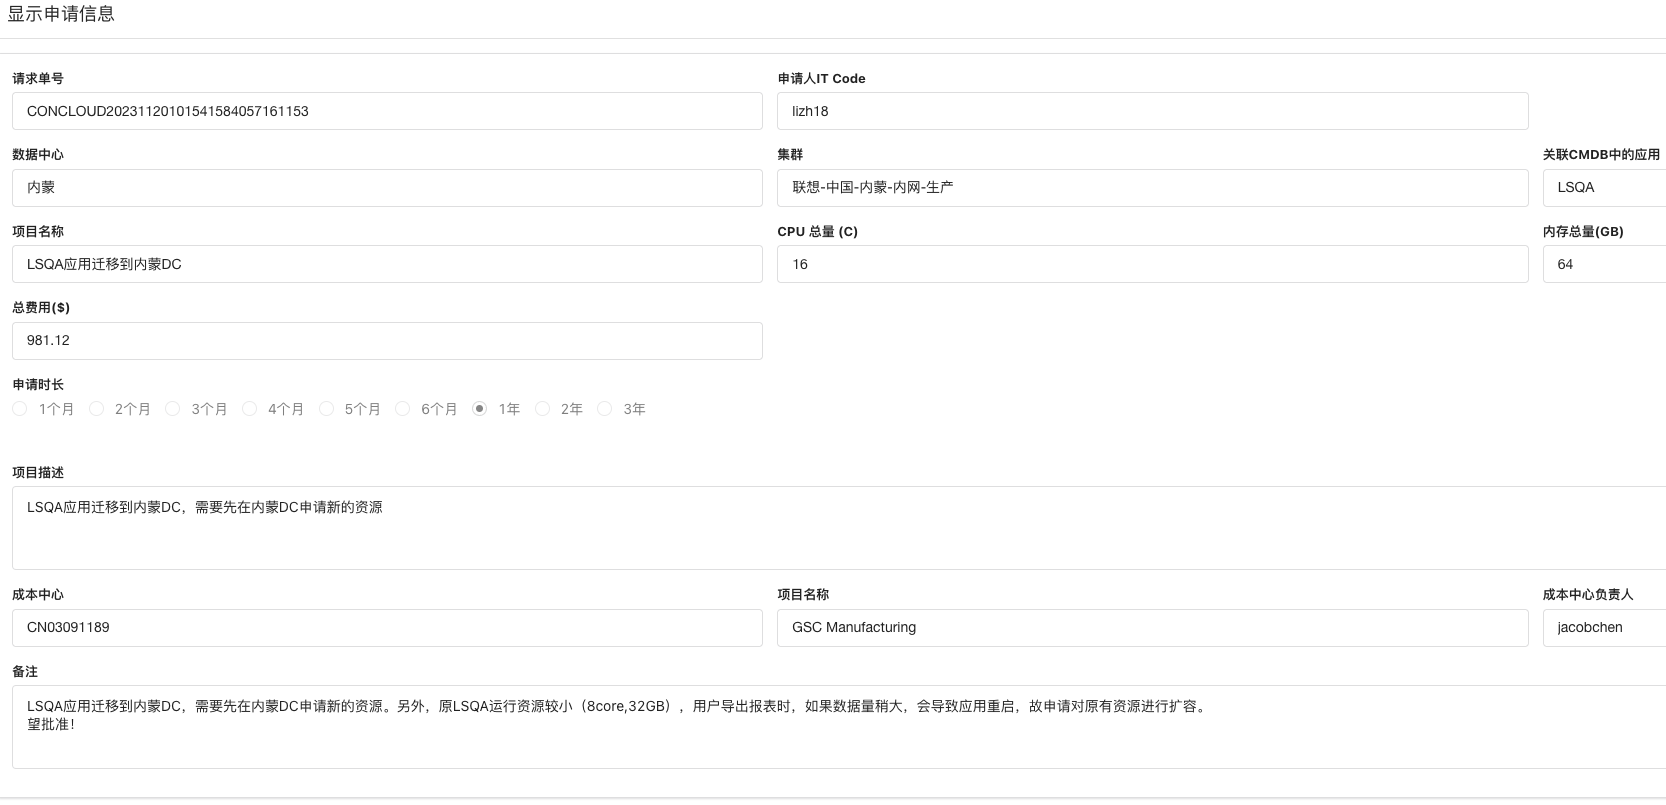 显示申请信息
请求单号
申请人IT Code
CONCLOUD20231120101541584057161153
lizh18
数据中心
集群
关联CMDB中的应用
内蒙
联想-中国-内蒙-内网-生产
LSQA
项目名称
CPU 总量 (C)
内存总量(GB)
LSQA应用迁移到内蒙DC
16
64
总费用($)
981.12
申请时长
1个月 2个月 3个月 4个月 5个月 6个月 1年 2年 3年
项目描述
LSQA应用迁移到内蒙DC，需要先在内蒙DC申请新的资源
成本中心
项目名称
成本中心负责人
CN03091189
GSC Manufacturing
jacobchen
备注
LSQA应用迁移到内蒙DC，需要先在内蒙DC申请新的资源。另外，原LSQA运行资源较小（8core,32GB），用户导出报表时，如果数据量稍大，会导致应用重启，故申请对原有资源进行扩容。
望批准！